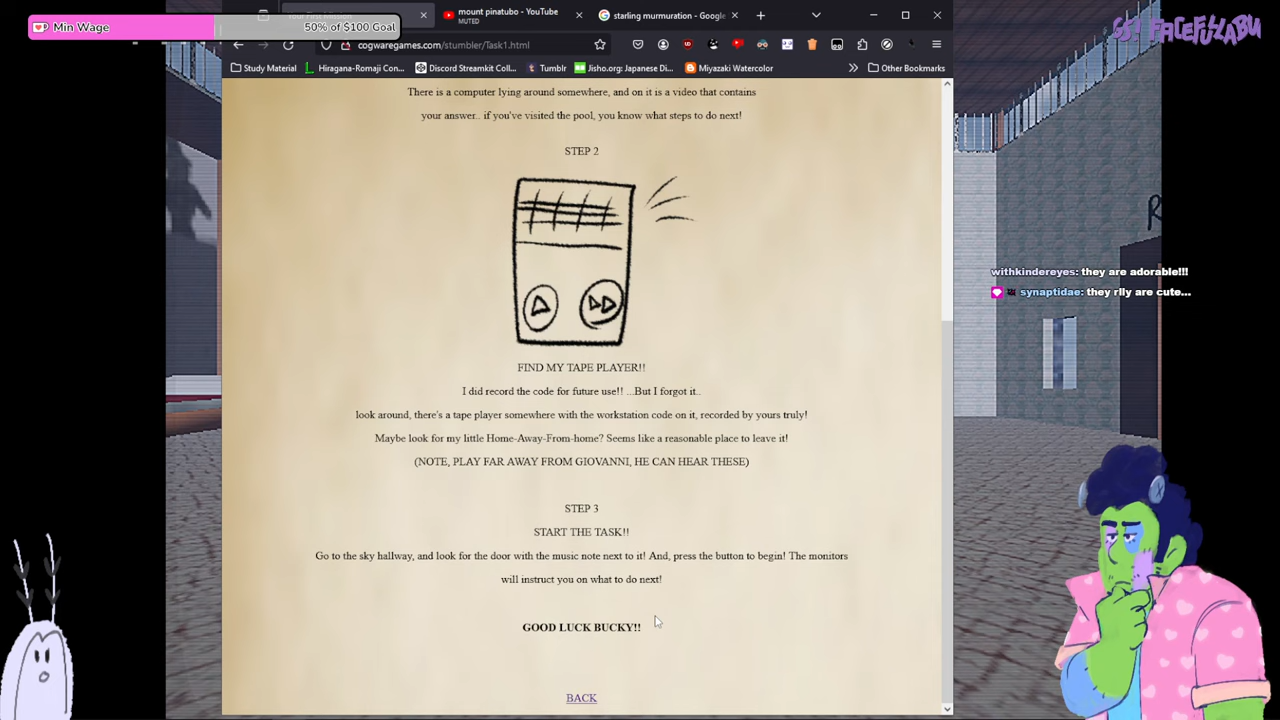 Min Wage
50% of $100 Goal
mount pinatubo - YouTube
MUTED
starling murmuration - Google
cogwaregames.com/stumbler/Task1.html
Study Material
Hiragana-Romaji Con...
Discord Streamkit Coll...
Tumblr
Jisho.org: Japanese Di...
Miyazaki Watercolor
Other Bookmarks
There is a computer lying around somewhere, and on it is a video that contains
your answer.. if you've visited the pool, you know what steps to do next!
STEP 2
FIND MY TAPE PLAYER!!
I did record the code for future use!! ...But I forgot it..
look around, there's a tape player somewhere with the workstation code on it, recorded by yours truly!
Maybe look for my little Home-Away-From-home? Seems like a reasonable place to leave it!
(NOTE, PLAY FAR AWAY FROM GIOVANNI, HE CAN HEAR THESE)
STEP 3
START THE TASK!!
Go to the sky hallway, and look for the door with the music note next to it! And, press the button to begin! The monitors
will instruct you on what to do next!
GOOD LUCK BUCKY!!
BACK
R
withkindereyes: they are adorable!!!
synaptidae: they rlly are cute...